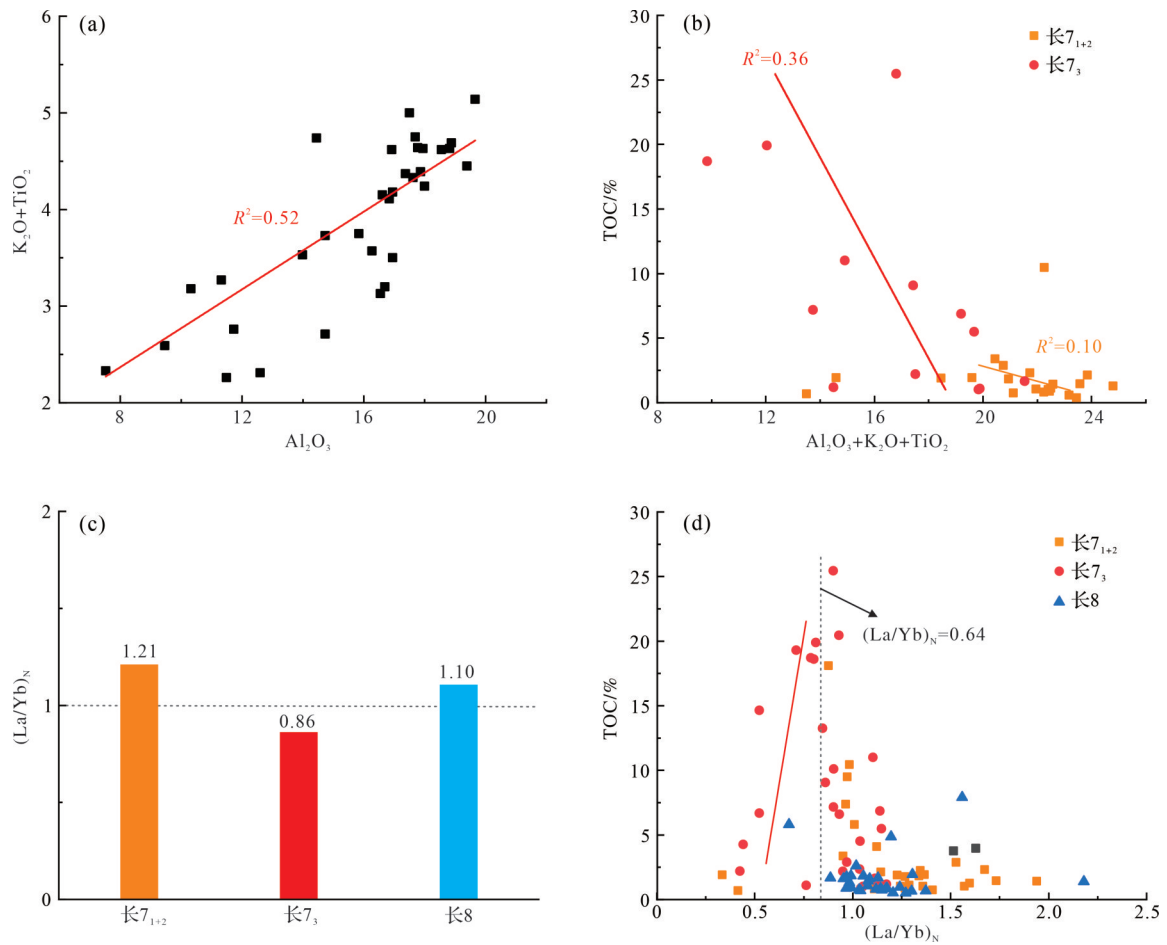 (a)
6
5
4
3
2
K₂O+TiO₂
R²=0.52
8
12
16
20
Al₂O₃
(b)
30
25
20
15
10
5
0
TOC/%
R²=0.36
R²=0.10
长7₁₊₂
长7₃
8
12
16
20
24
Al₂O₃+K₂O+TiO₂
(c)
2
1
0
(La/Yb)N
1.21
0.86
1.10
长7₁₊₂
长7₃
长8
(d)
30
25
20
15
10
5
0
TOC/%
长7₁₊₂
长7₃
长8
(La/Yb)N=0.64
0.0
0.5
1.0
1.5
2.0
2.5
(La/Yb)N